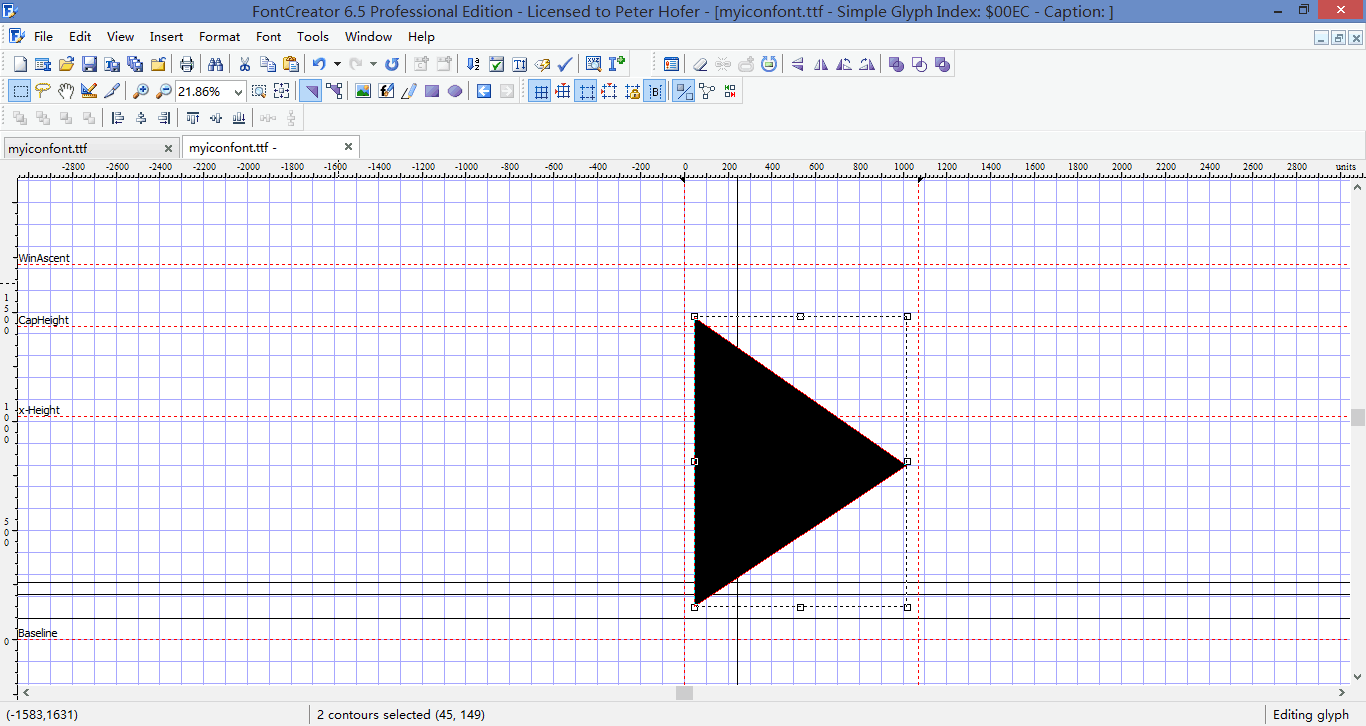 FontCreator 6.5 Professional Edition - Licensed to Peter Hofer - [myiconfont.ttf - Simple Glyph Index: $00EC - Caption: ]
File Edit View Insert Format Font Tools Window Help
21.86%
myiconfont.ttf
myiconfont.ttf -
-2800 -2600 -2400 -2200 -2000 -1800 -1600 -1400 -1200 -1000 -800 -600 -400 -200 0 200 400 600 800 1000 1200 1400 1600 1800 2000 2200 2400 2600 2800 units
WinAscent
1500
CapHeight
1000
x-Height
500
Baseline
0
(-1583,1631)
2 contours selected (45, 149)
Editing glyph